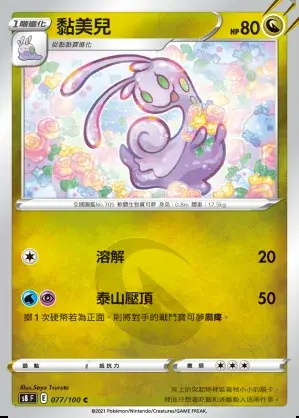 1階進化
黏美兒
HP80
從黏黏寶進化
全國圖鑑No.705 軟體生物寶可夢 身高:0.8m 體重:17.5kg
溶解 20
泰山壓頂 50
擲1次硬幣若為正面,則將對手的戰鬥寶可夢麻痺。
Illus.Saya Tsuruta
弱點 抵抗力 撤退
s8 F E 077/100 C
©2021 Pokémon/Nintendo/Creatures/GAME FREAK.